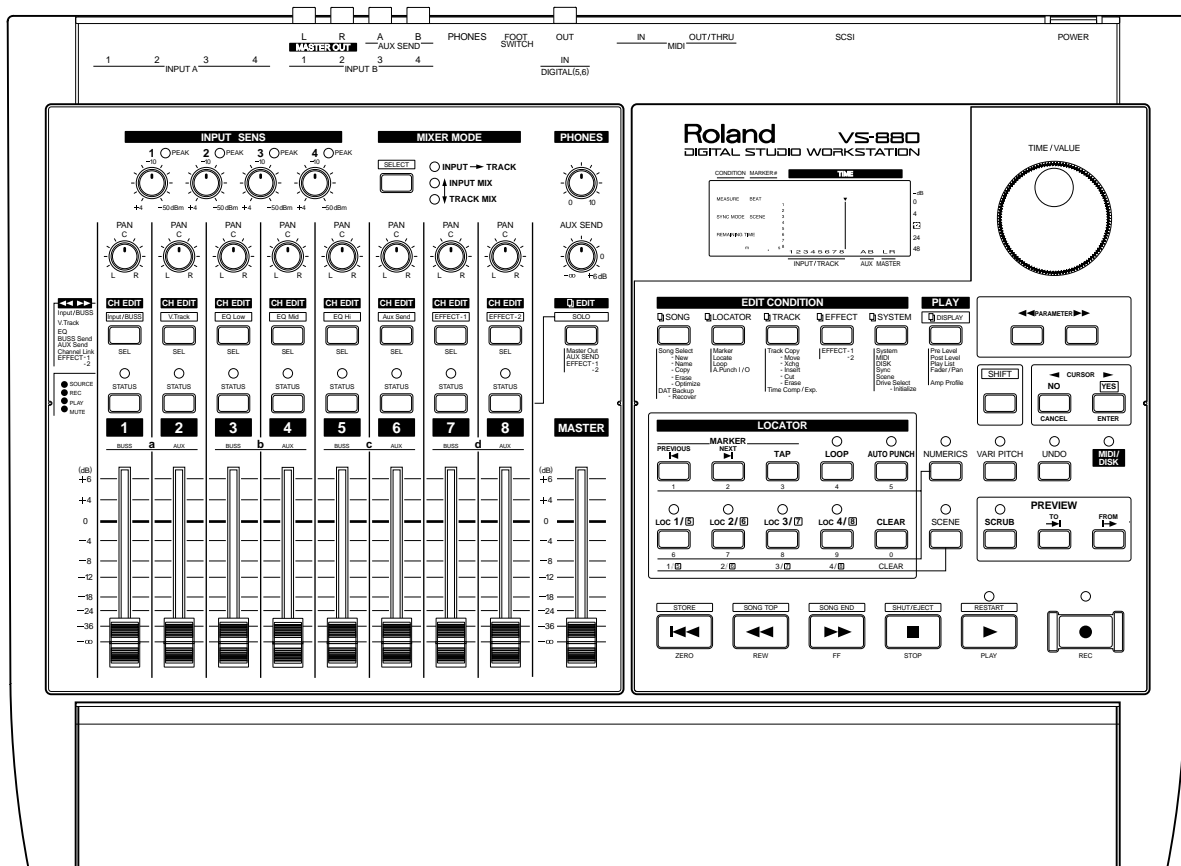 L R A B PHONES FOOT SWITCH OUT IN OUT/THRU SCSI POWER
MASTER OUT AUX SEND MIDI
1 2 3 4 1 2 3 4 IN
INPUT A INPUT B DIGITAL(5,6)
INPUT SENS MIXER MODE PHONES
1 PEAK 2 PEAK 3 PEAK 4 PEAK
−10 −10 −10 −10
+4 −50dBm +4 −50dBm +4 −50dBm +4 −50dBm
SELECT
INPUT → TRACK
INPUT MIX
TRACK MIX
0 10
PAN PAN PAN PAN PAN PAN PAN PAN AUX SEND
C C C C C C C C
L R L R L R L R L R L R L R L R
0
−∞ +6dB
◀◀ ▶▶
Input/BUSS
V.Track
EQ
BUSS Send
AUX Send
Channel Link
EFFECT-1
-2
CH EDIT CH EDIT CH EDIT CH EDIT CH EDIT CH EDIT CH EDIT CH EDIT EDIT
Input/BUSS V.Track EQ Low EQ Mid EQ Hi Aux Send EFFECT-1 EFFECT-2 SOLO
SEL SEL SEL SEL SEL SEL SEL SEL
Master Out
AUX SEND
EFFECT-1
-2
SOURCE
REC
PLAY
MUTE
STATUS STATUS STATUS STATUS STATUS STATUS STATUS STATUS
1 2 3 4 5 6 7 8 MASTER
BUSS a AUX BUSS b AUX BUSS c AUX BUSS d AUX
(dB) (dB)
+6 +6
+4 +4
0 0
−4 −4
−8 −8
−12 −12
−18 −18
−24 −24
−36 −36
−∞ −∞
Roland VS-880
DIGITAL STUDIO WORKSTATION
TIME/VALUE
CONDITION MARKER# TIME
MEASURE BEAT
SYNC MODE SCENE
REMAINING TIME
m
1
2
3
4
5
6
7
8
1 2 3 4 5 6 7 8 A B L R
INPUT/TRACK AUX MASTER
−dB
0
4
12
24
48
EDIT CONDITION PLAY
SONG LOCATOR TRACK EFFECT SYSTEM DISPLAY
Song Select
- New
- Name
- Copy
- Erase
- Optimize
DAT Backup
- Recover
Marker
Locate
Loop
A.Punch I / O
Track Copy
- Move
- Xchg
- Insert
- Cut
- Erase
Time Comp / Exp.
EFFECT-1
-2
System
MIDI
DISK
Sync
Scene
Drive Select
- Initialize
Pre Level
Post Level
Play List
Fader / Pan
Amp Profile
◀◀PARAMETER▶▶
SHIFT
◀ CURSOR ▶
NO YES
CANCEL ENTER
LOCATOR
MARKER
PREVIOUS NEXT TAP LOOP AUTO PUNCH NUMERICS VARI PITCH UNDO MIDI/DISK
1 2 3 4 5
LOC 1/5 LOC 2/6 LOC 3/7 LOC 4/8 CLEAR SCENE
6 7 8 9 0
1/5 2/6 3/7 4/8 CLEAR
PREVIEW
SCRUB TO FROM
STORE SONG TOP SONG END SHUT/EJECT RESTART
ZERO REW FF STOP PLAY REC